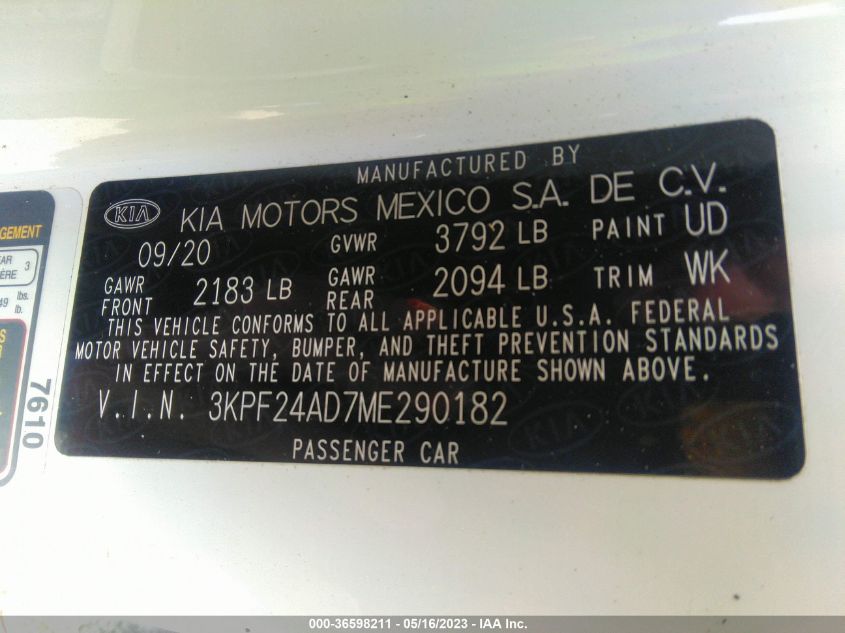 MANUFACTURED BY
KIA KIA MOTORS MEXICO S.A. DE C.V.
09/20 GVWR 3792 LB PAINT UD
GAWR FRONT 2183 LB GAWR REAR 2094 LB TRIM WK
THIS VEHICLE CONFORMS TO ALL APPLICABLE U.S.A. FEDERAL
MOTOR VEHICLE SAFETY, BUMPER, AND THEFT PREVENTION STANDARDS
IN EFFECT ON THE DATE OF MANUFACTURE SHOWN ABOVE.
V.I.N. 3KPF24AD7ME290182
PASSENGER CAR
3
lbs.
lb.
7610
000-36598211 - 05/16/2023 - IAA Inc.